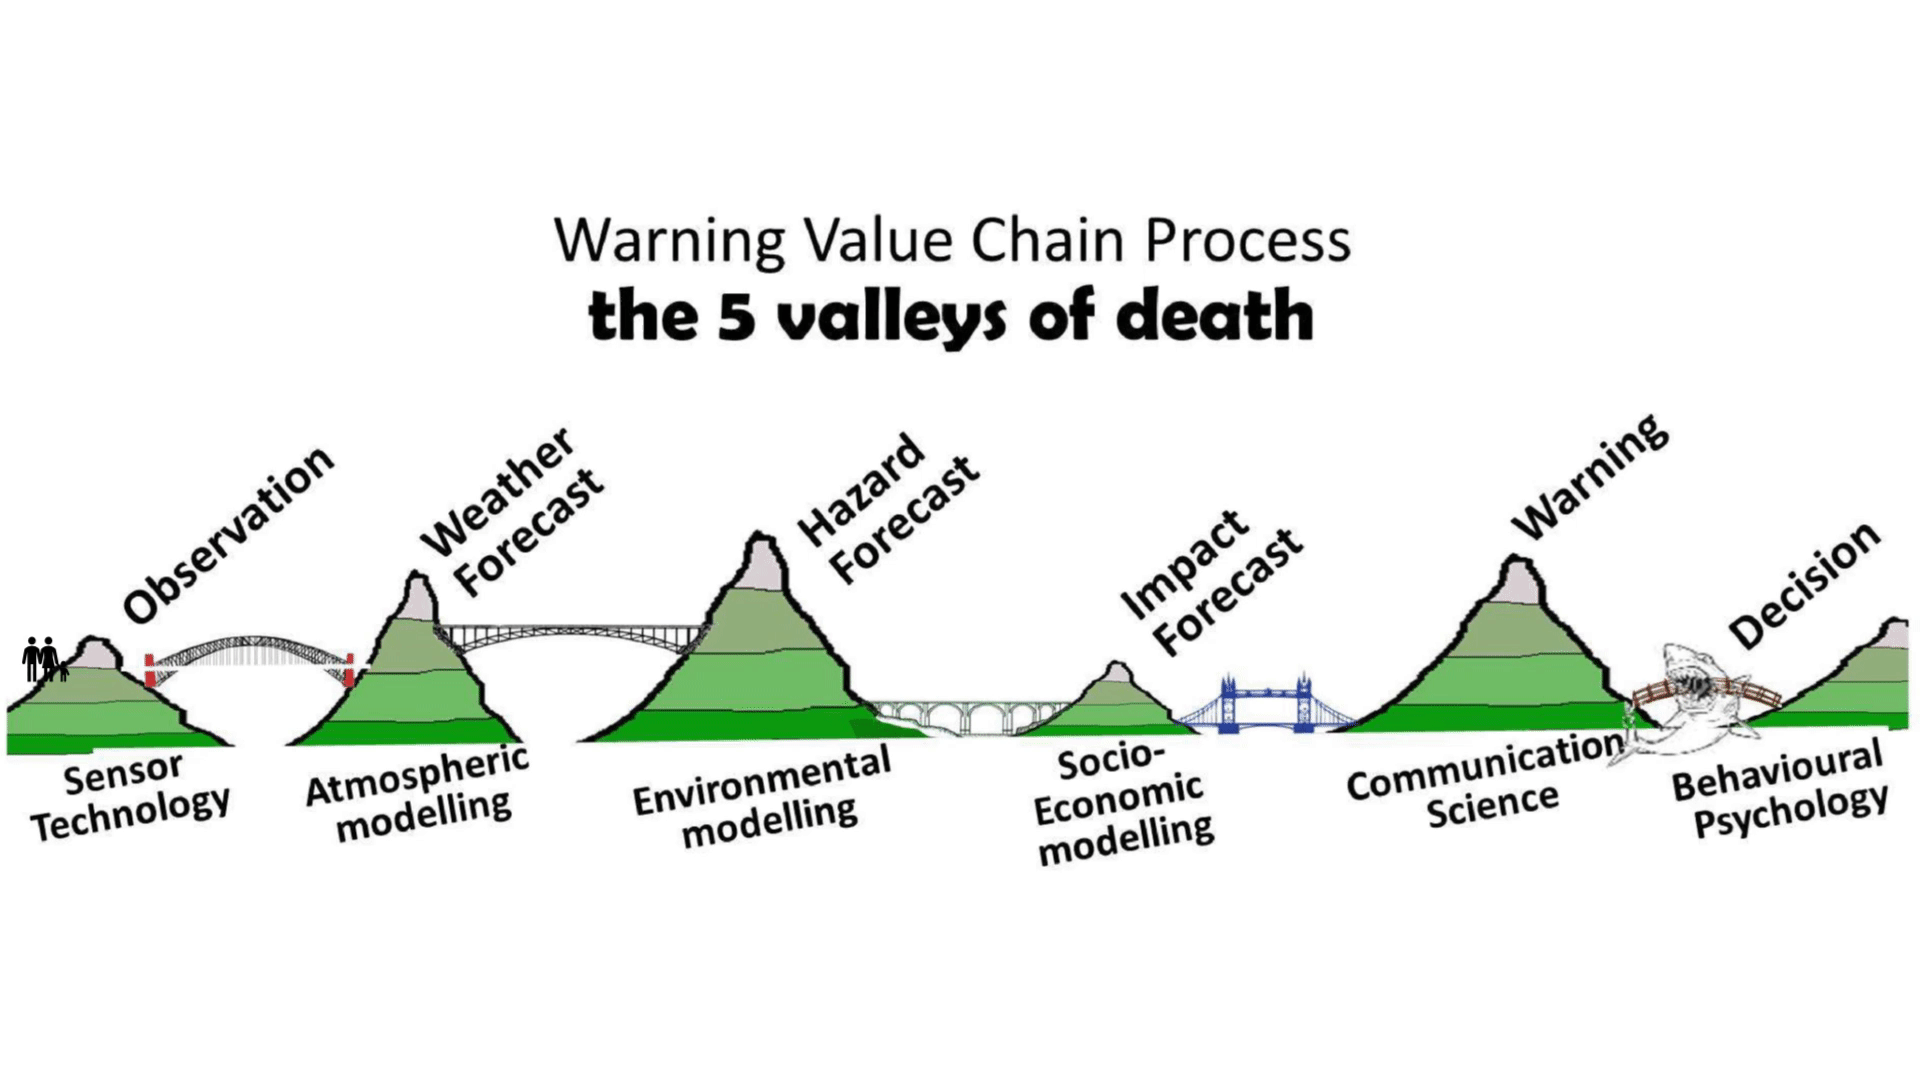 Warning Value Chain Process
the 5 valleys of death
Observation
Weather
Forecast
Hazard
Forecast
Impact
Forecast
Warning
Decision
Sensor
Technology
Atmospheric
modelling
Environmental
modelling
Socio-
Economic
modelling
Communication
Science
Behavioural
Psychology